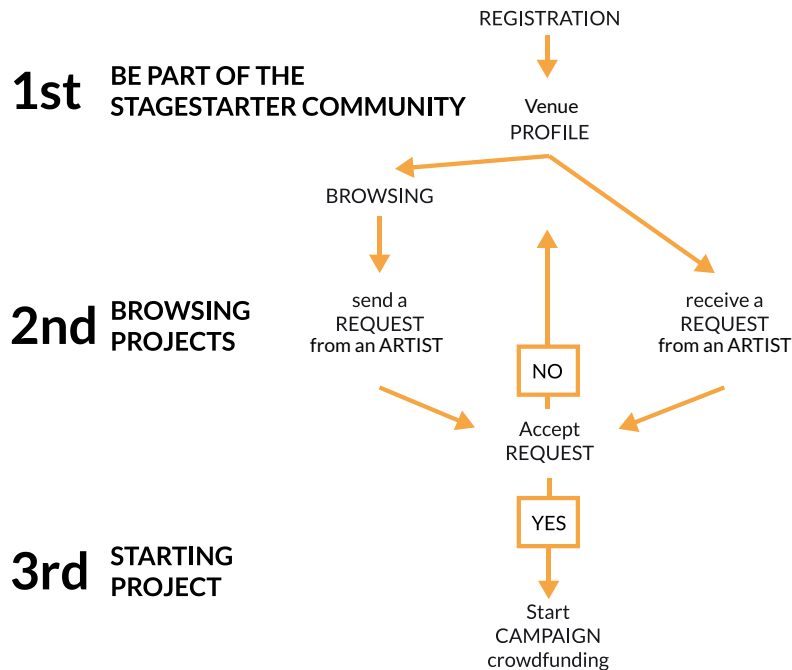 REGISTRATION
1st
BE PART OF THE
STAGESTARTER COMMUNITY
Venue
PROFILE
BROWSING
2nd
BROWSING
PROJECTS
send a
REQUEST
from an ARTIST
receive a
REQUEST
from an ARTIST
NO
Accept
REQUEST
YES
3rd
STARTING
PROJECT
Start
CAMPAIGN
crowdfunding